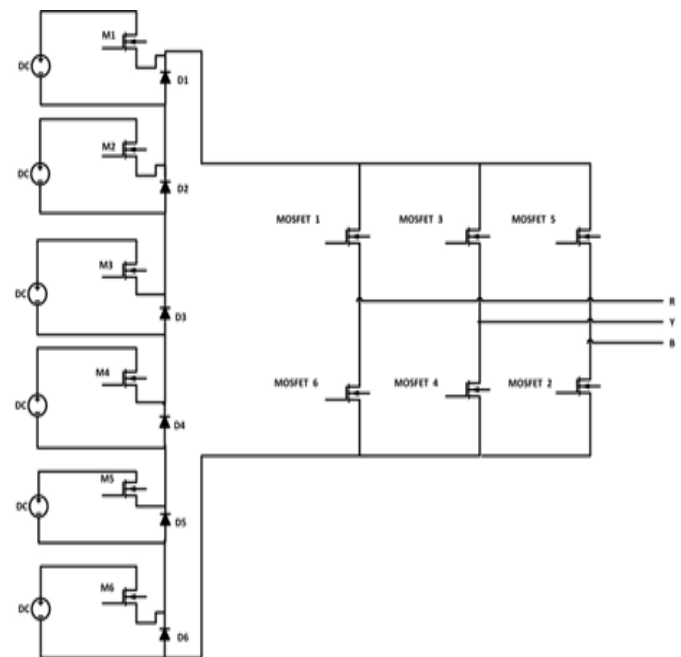 M1
DC
D1
M2
DC
D2
MOSFET 1 MOSFET 3 MOSFET 5
M3
DC
D3
R
Y
B
M4
DC
D4
MOSFET 6 MOSFET 4 MOSFET 2
M5
DC
D5
M6
DC
D6